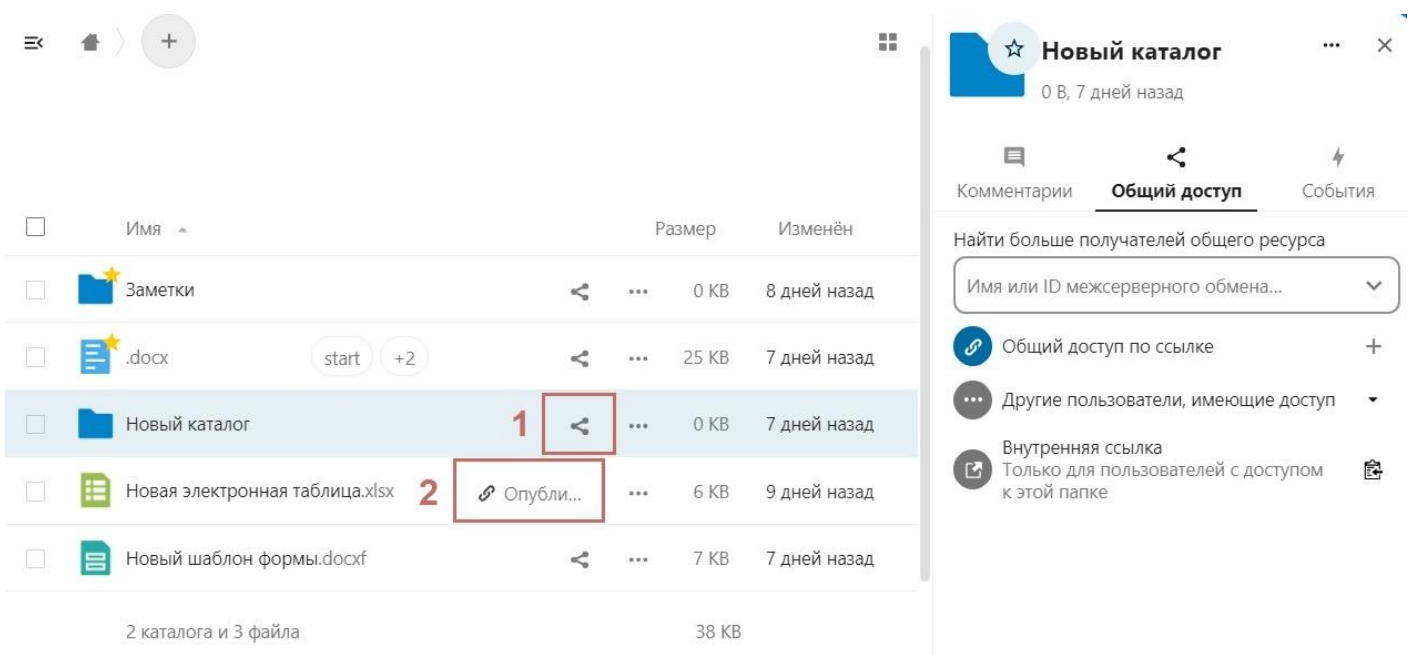 Имя Размер Изменён
Заметки 0 KB 8 дней назад
.docx start +2 25 KB 7 дней назад
Новый каталог 1 0 KB 7 дней назад
Новая электронная таблица.xlsx 2 Опубли... 6 KB 9 дней назад
Новый шаблон формы.docxf 7 KB 7 дней назад
2 каталога и 3 файла 38 KB
Новый каталог
0 B, 7 дней назад
Комментарии Общий доступ События
Найти больше получателей общего ресурса
Имя или ID межсерверного обмена...
Общий доступ по ссылке
Другие пользователи, имеющие доступ
Внутренняя ссылка
Только для пользователей с доступом
к этой папке